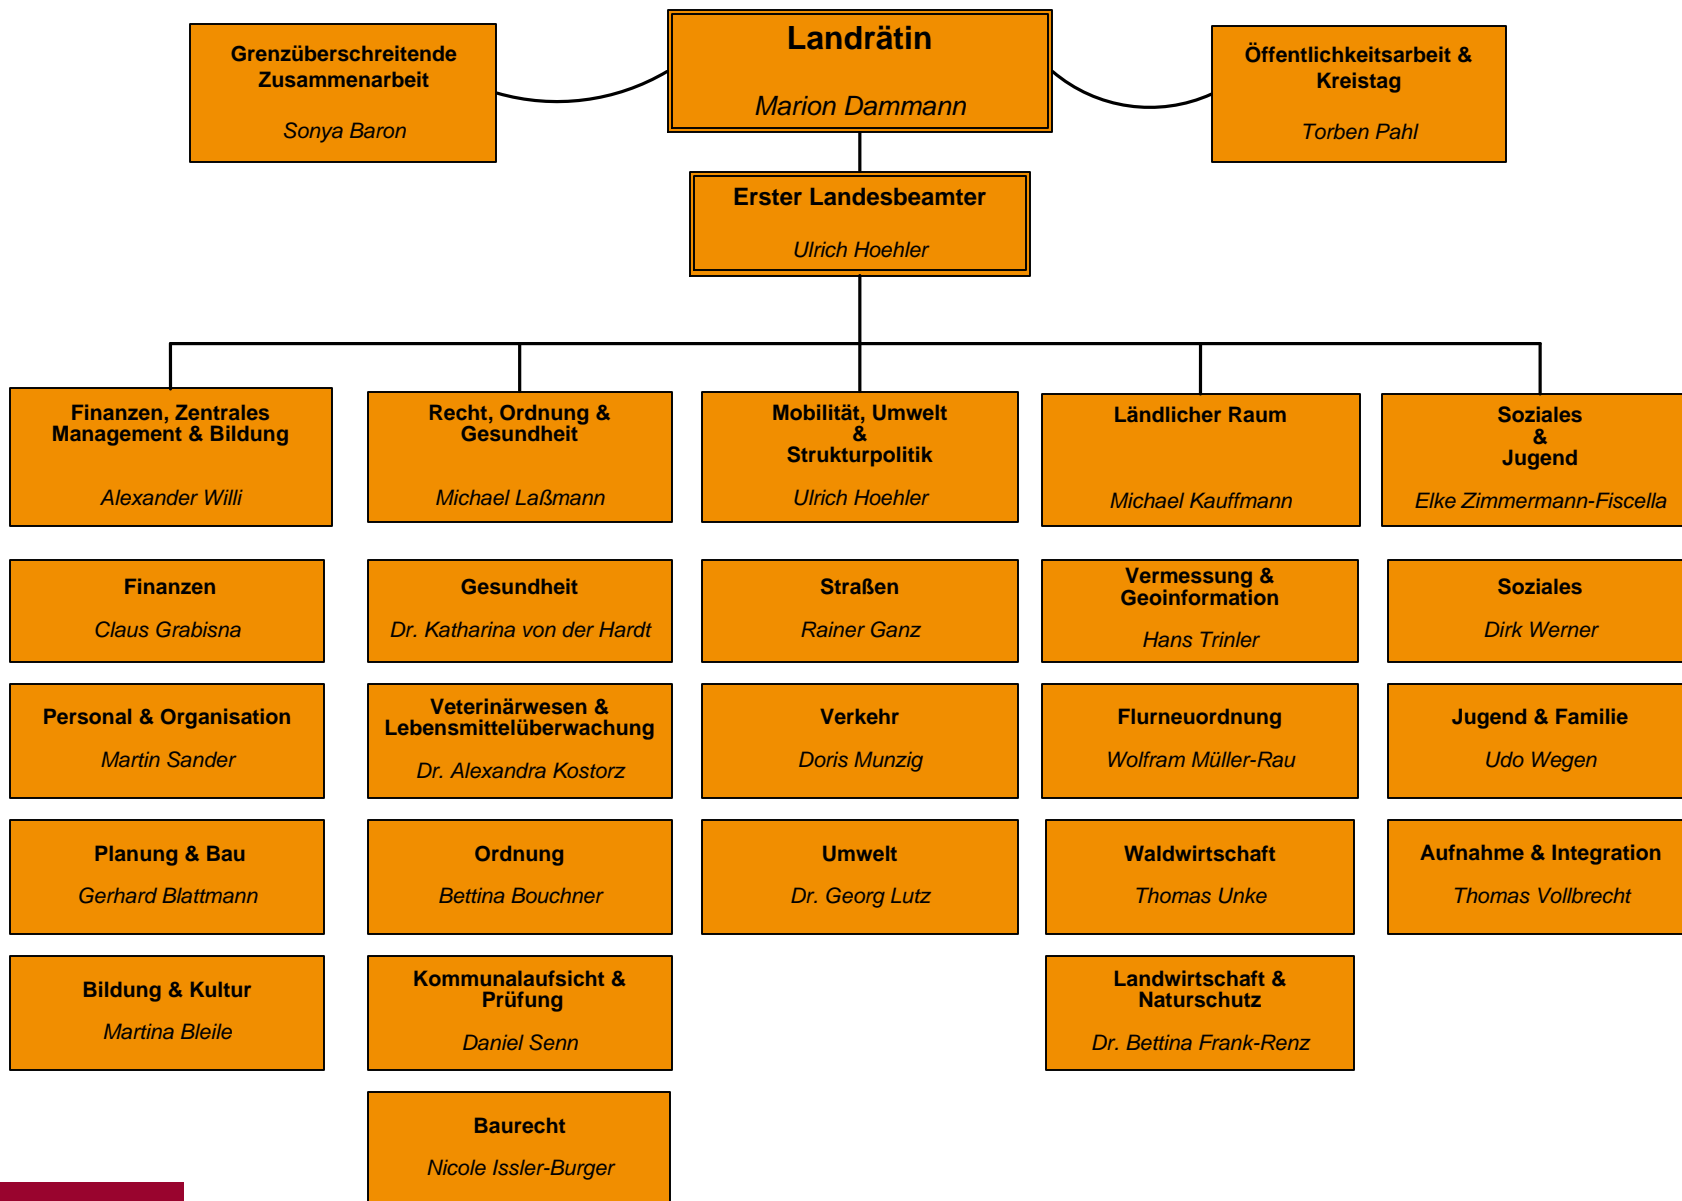 Grenzüberschreitende
Zusammenarbeit
Sonya Baron
Landrätin
Marion Dammann
Öffentlichkeitsarbeit &
Kreistag
Torben Pahl
Erster Landesbeamter
Ulrich Hoehler
Finanzen, Zentrales
Management & Bildung
Alexander Willi
Recht, Ordnung &
Gesundheit
Michael Laßmann
Mobilität, Umwelt
&
Strukturpolitik
Ulrich Hoehler
Ländlicher Raum
Michael Kauffmann
Soziales
&
Jugend
Elke Zimmermann-Fiscella
Finanzen
Claus Grabisna
Gesundheit
Dr. Katharina von der Hardt
Straßen
Rainer Ganz
Vermessung &
Geoinformation
Hans Trinler
Soziales
Dirk Werner
Personal & Organisation
Martin Sander
Veterinärwesen &
Lebensmittelüberwachung
Dr. Alexandra Kostorz
Verkehr
Doris Munzig
Flurneuordnung
Wolfram Müller-Rau
Jugend & Familie
Udo Wegen
Planung & Bau
Gerhard Blattmann
Ordnung
Bettina Bouchner
Umwelt
Dr. Georg Lutz
Waldwirtschaft
Thomas Unke
Aufnahme & Integration
Thomas Vollbrecht
Bildung & Kultur
Martina Bleile
Kommunalaufsicht &
Prüfung
Daniel Senn
Landwirtschaft &
Naturschutz
Dr. Bettina Frank-Renz
Baurecht
Nicole Issler-Burger